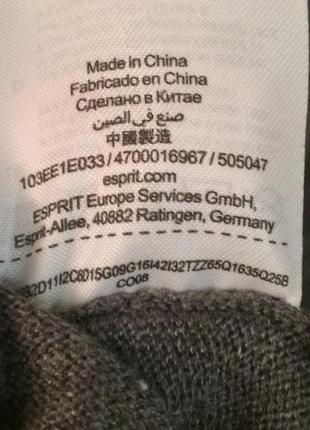 Made in China
Fabricado en China
Сделано в Китае
صنع في الصين
中國製造
103EE1E033/4700016967/505047
esprit.com
ESPRIT Europe Services GmbH,
Esprit-Allee, 40882 Ratingen, Germany
CO08